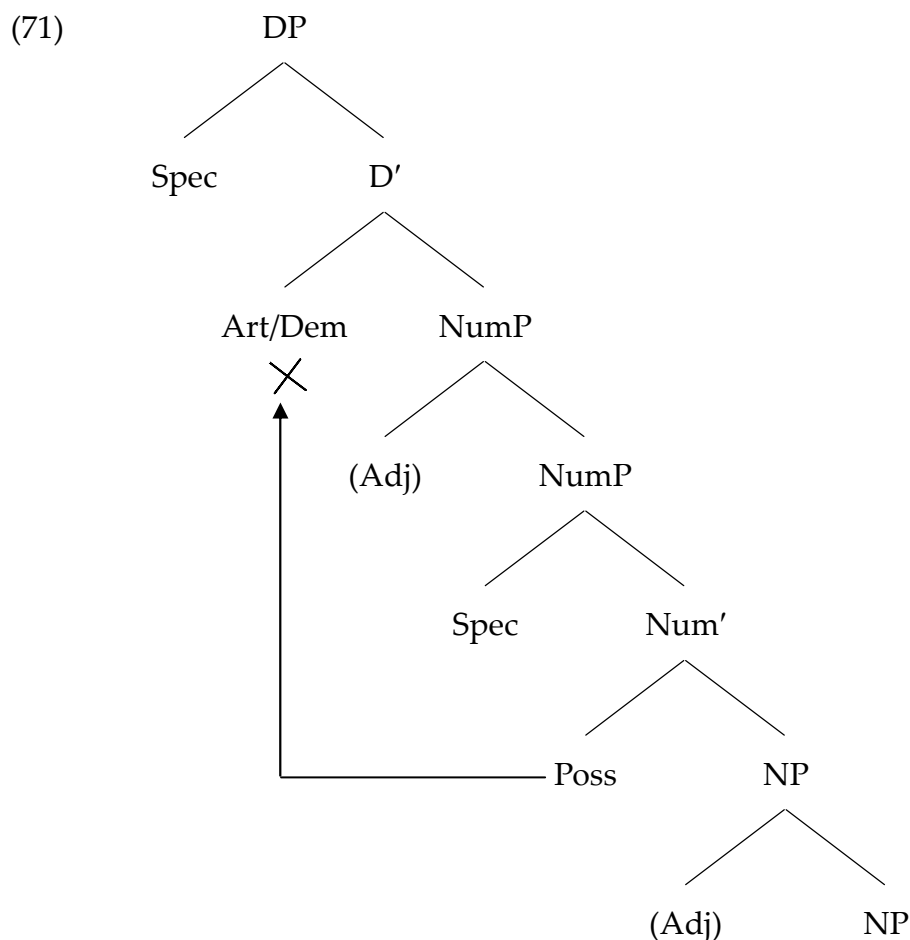 (71) DP
Spec D′
Art/Dem NumP
(Adj) NumP
Spec Num′
Poss NP
(Adj) NP